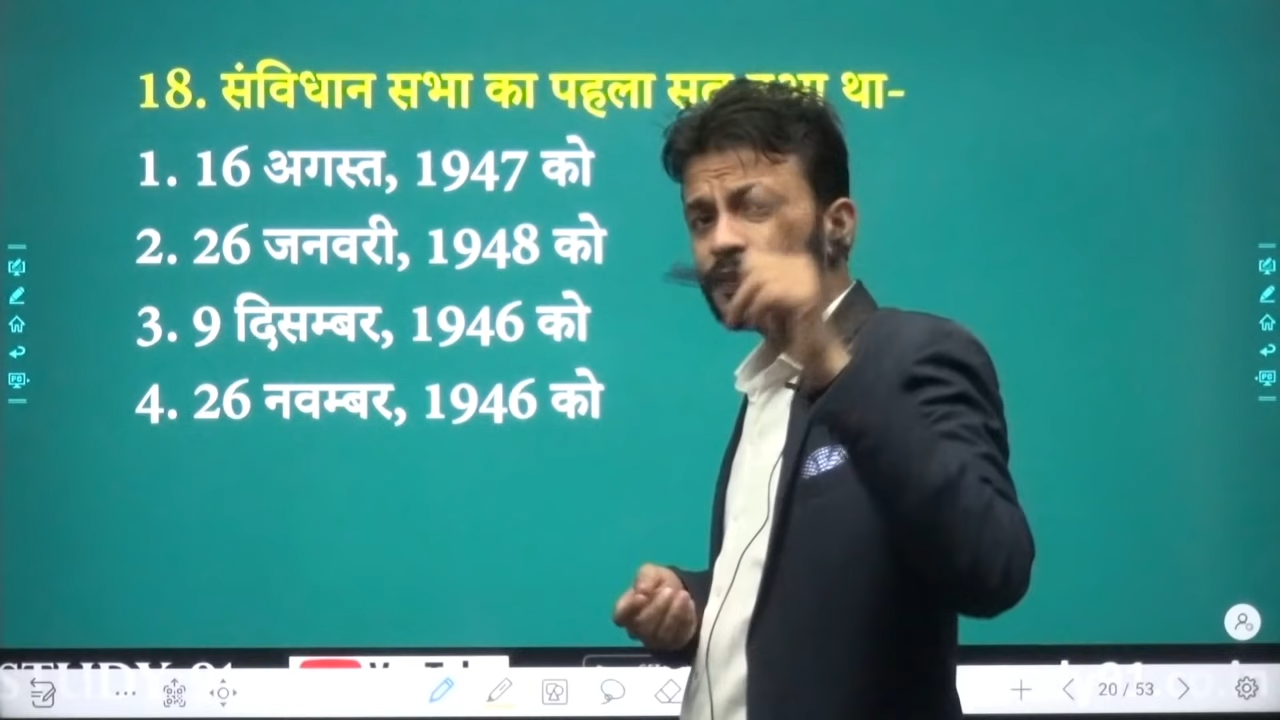 18. संविधान सभा का पहला था-
1. 16 अगस्त, 1947 को
2. 26 जनवरी, 1948 को
3. 9 दिसम्बर, 1946 को
4. 26 नवम्बर, 1946 को
20 / 53